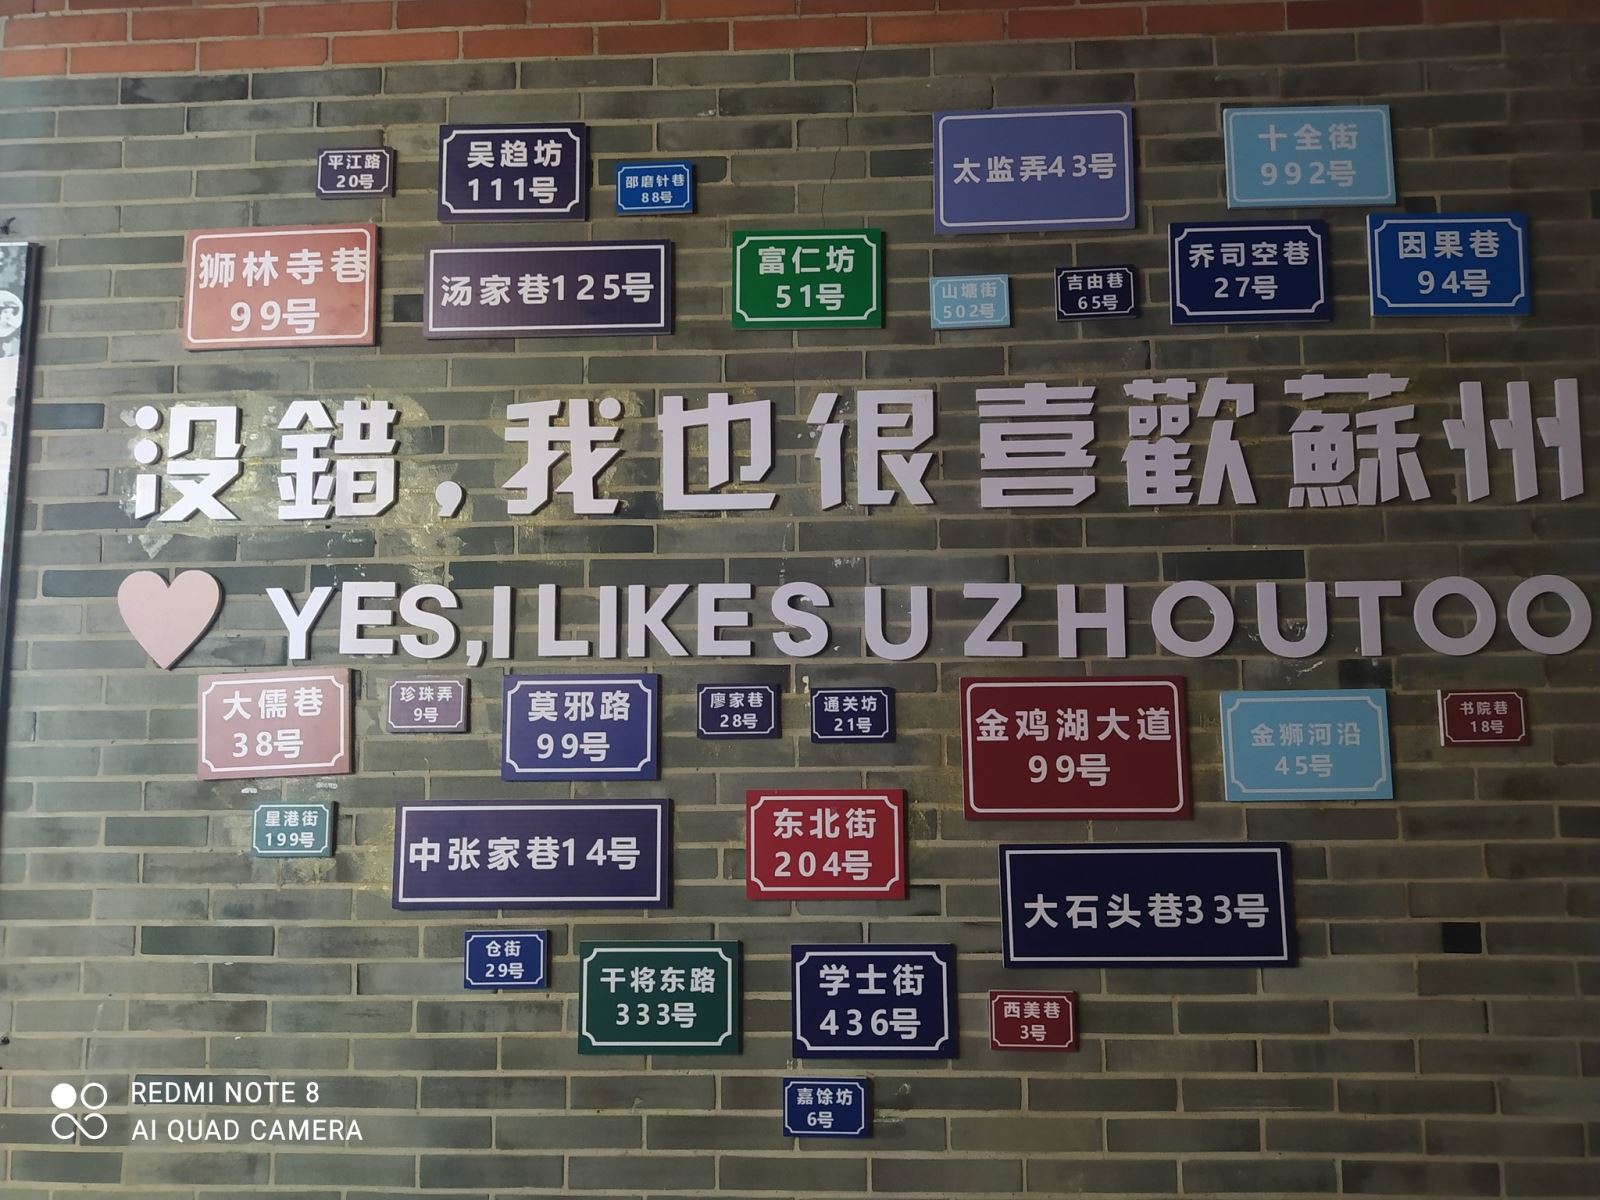 平江路
20号
吴趋坊
111号
邵磨针巷
88号
太监弄43号
十全街
992号
狮林寺巷
99号
汤家巷125号
富仁坊
51号
山塘街
502号
吉由巷
65号
乔司空巷
27号
因果巷
94号
没錯,我也很喜歡蘇州
YES,I LIKE SUZHOU TOO
大儒巷
38号
珍珠弄
9号
莫邪路
99号
廖家巷
28号
通关坊
21号
金鸡湖大道
99号
金狮河沿
45号
书院巷
18号
星港街
199号
中张家巷14号
东北街
204号
大石头巷33号
仓街
29号
干将东路
333号
学士街
436号
西美巷
3号
嘉馀坊
6号
REDMI NOTE 8
AI QUAD CAMERA